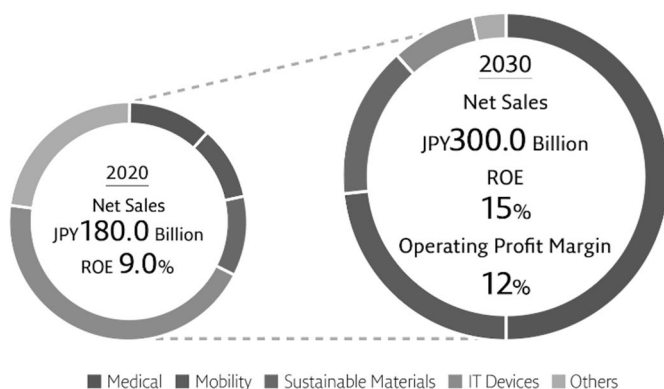 2020
Net Sales
JPY180.0 Billion
ROE 9.0%
2030
Net Sales
JPY300.0 Billion
ROE
15%
Operating Profit Margin
12%
Medical Mobility Sustainable Materials IT Devices Others